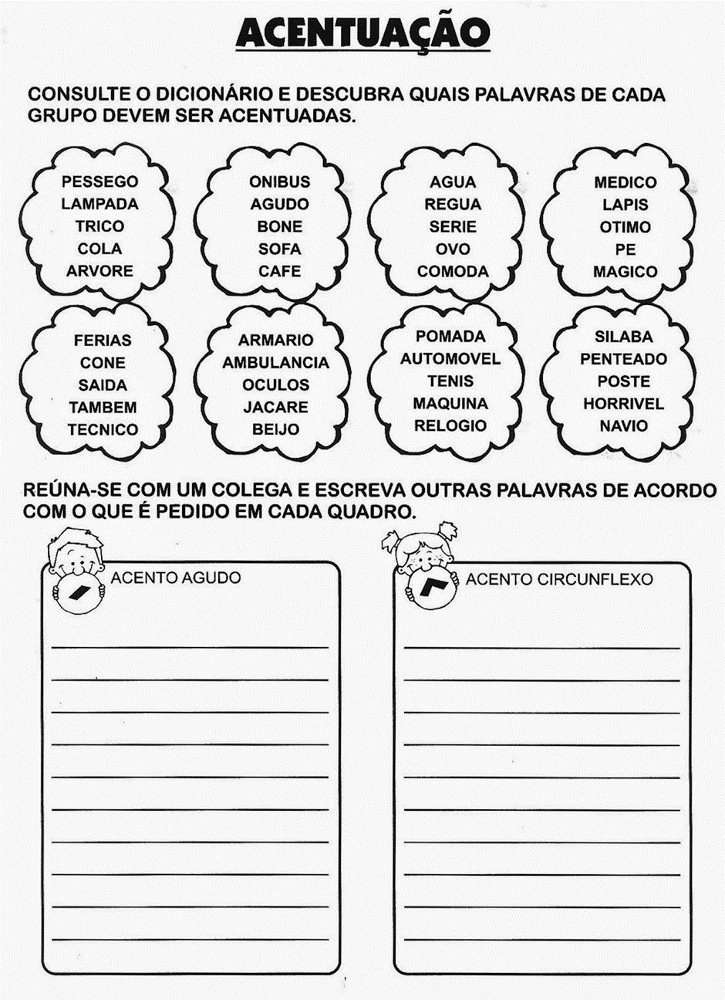 ACENTUAÇÃO
CONSULTE O DICIONÁRIO E DESCUBRA QUAIS PALAVRAS DE CADA
GRUPO DEVEM SER ACENTUADAS.
PESSEGO
LAMPADA
TRICO
COLA
ARVORE
ONIBUS
AGUDO
BONE
SOFA
CAFE
AGUA
REGUA
SERIE
OVO
COMODA
MEDICO
LAPIS
OTIMO
PE
MAGICO
FERIAS
CONE
SAIDA
TAMBEM
TECNICO
ARMARIO
AMBULANCIA
OCULOS
JACARE
BEIJO
POMADA
AUTOMOVEL
TENIS
MAQUINA
RELOGIO
SILABA
PENTEADO
POSTE
HORRIVEL
NAVIO
REÚNA-SE COM UM COLEGA E ESCREVA OUTRAS PALAVRAS DE ACORDO
COM O QUE É PEDIDO EM CADA QUADRO.
ACENTO AGUDO
ACENTO CIRCUNFLEXO